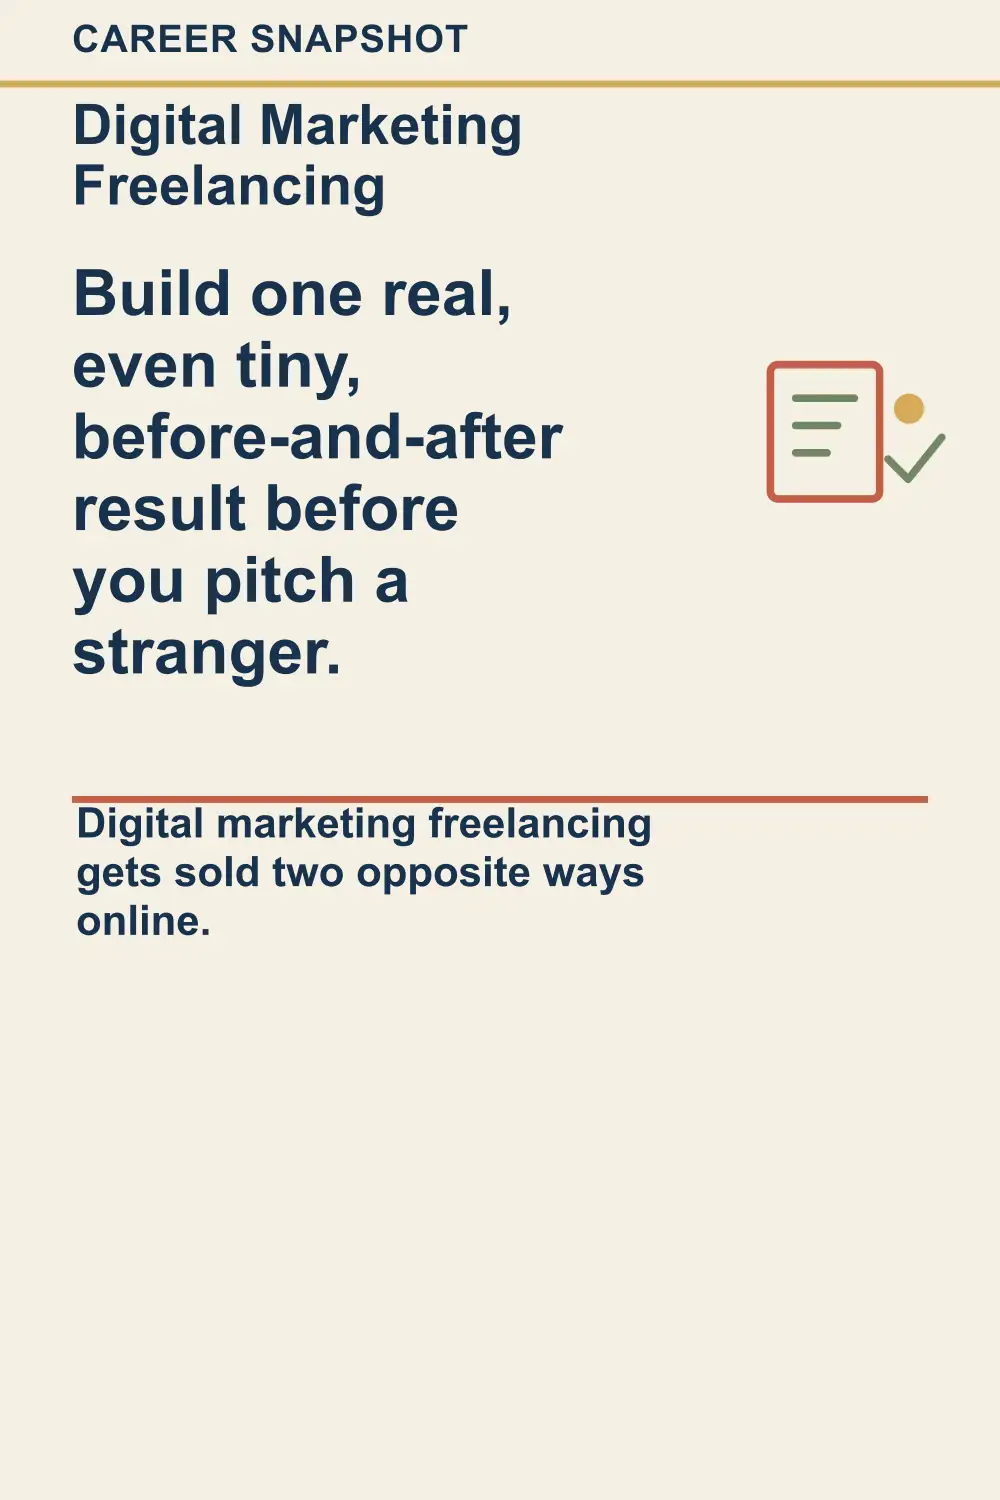 CAREER SNAPSHOT
Digital Marketing
Freelancing
Build one real,
even tiny,
before-and-after
result before
you pitch a
stranger.
Digital marketing freelancing
gets sold two opposite ways
online.